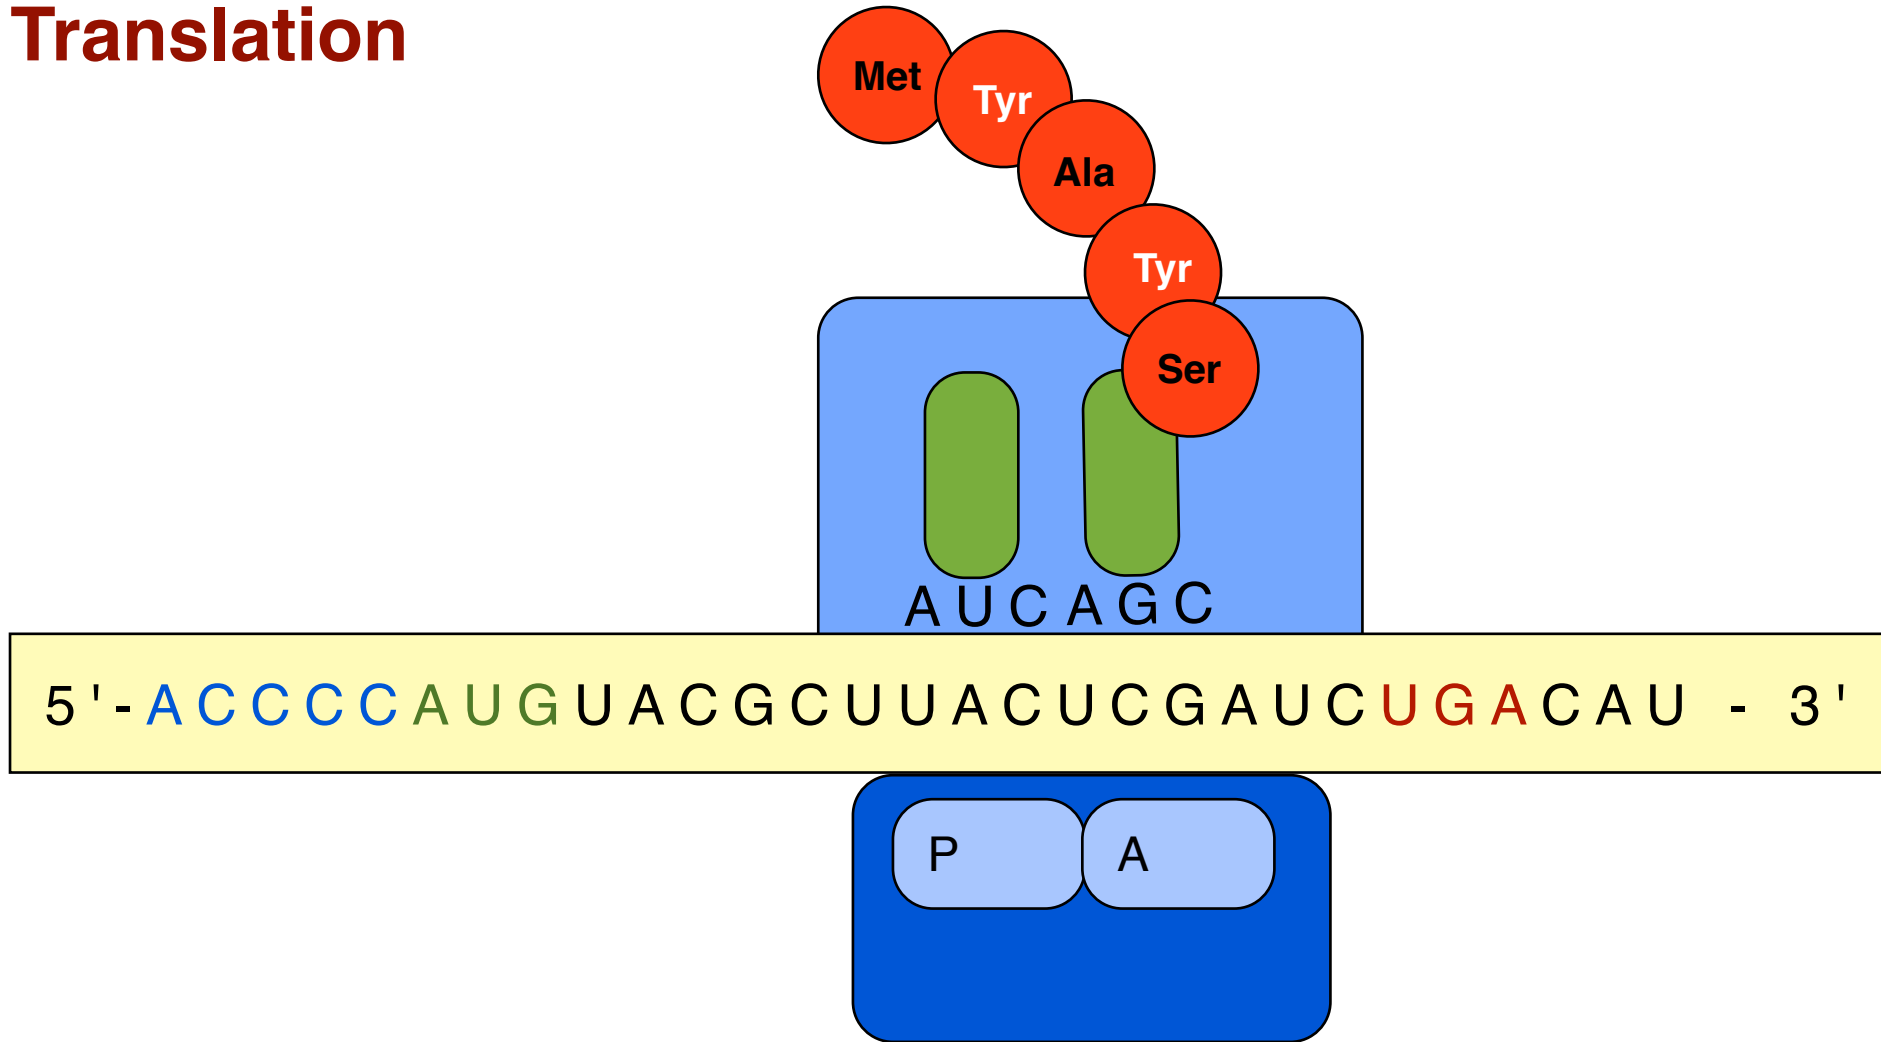 Translation
Met
Tyr
Ala
Tyr
Ser
A U C A G C
5 ' - A C C C C A U G U A C G C U U A C U C G A U C U G A C A U - 3 '
P A